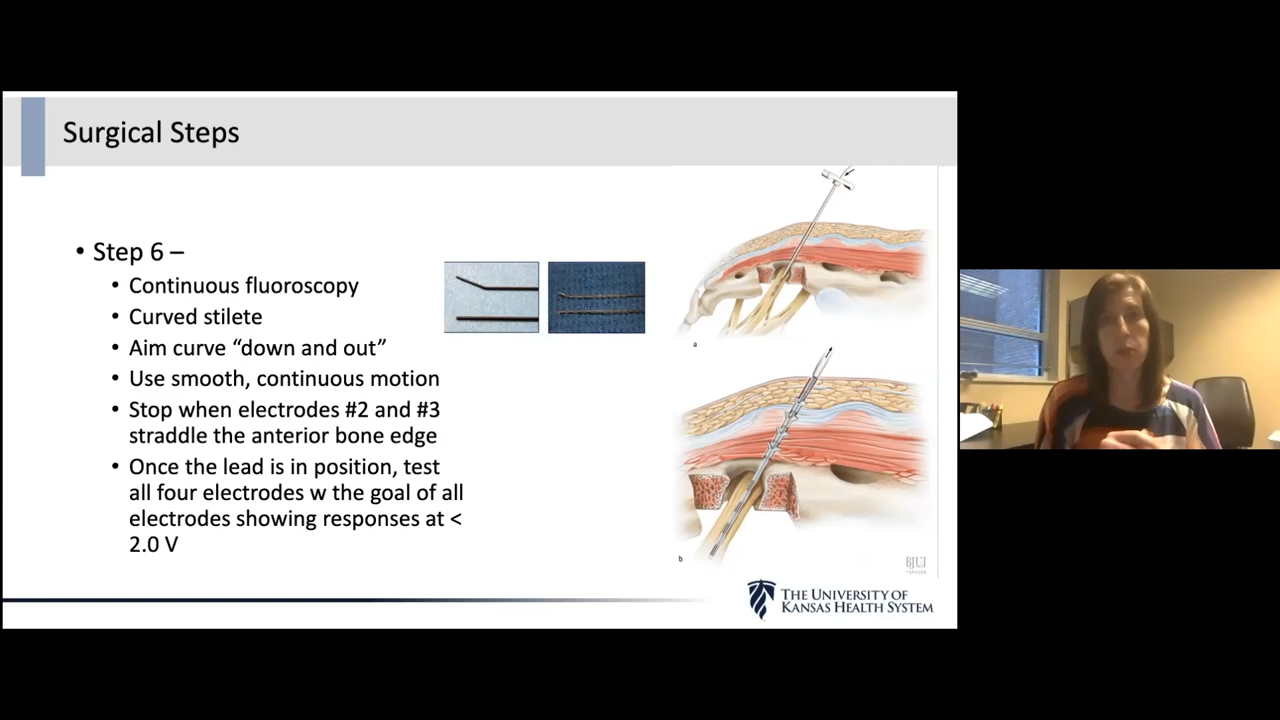 Surgical Steps
• Step 6 –
• Continuous fluoroscopy
• Curved stilete
• Aim curve “down and out”
• Use smooth, continuous motion
• Stop when electrodes #2 and #3
straddle the anterior bone edge
• Once the lead is in position, test
all four electrodes w the goal of all
electrodes showing responses at <
2.0 V
a
b
BJUI
THE UNIVERSITY OF
KANSAS HEALTH SYSTEM